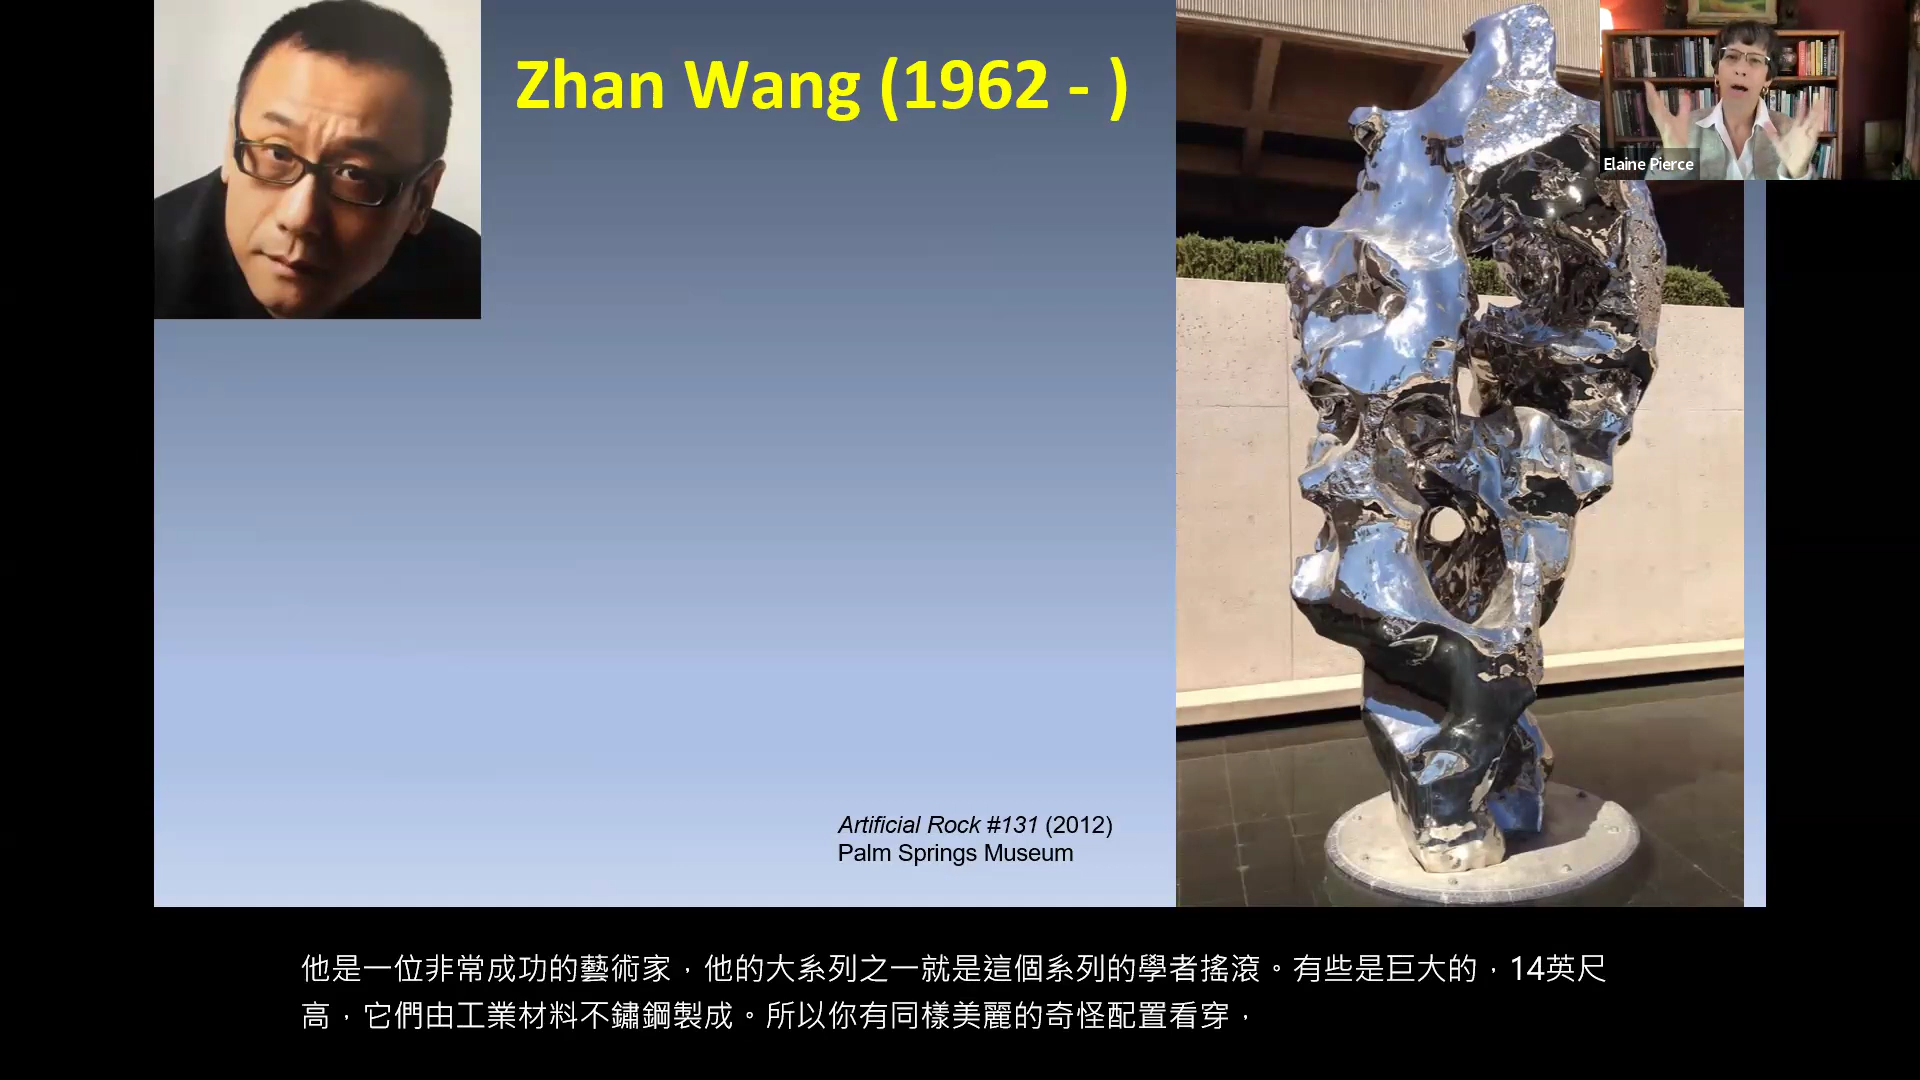 Zhan Wang (1962 - )
Elaine Pierce
Artificial Rock #131 (2012)
Palm Springs Museum
他是一位非常成功的藝術家，他的大系列之一就是這個系列的學者搖滾。有些是巨大的，14英尺
高，它們由工業材料不鏽鋼製成。所以你有同樣美麗的奇怪配置看穿，